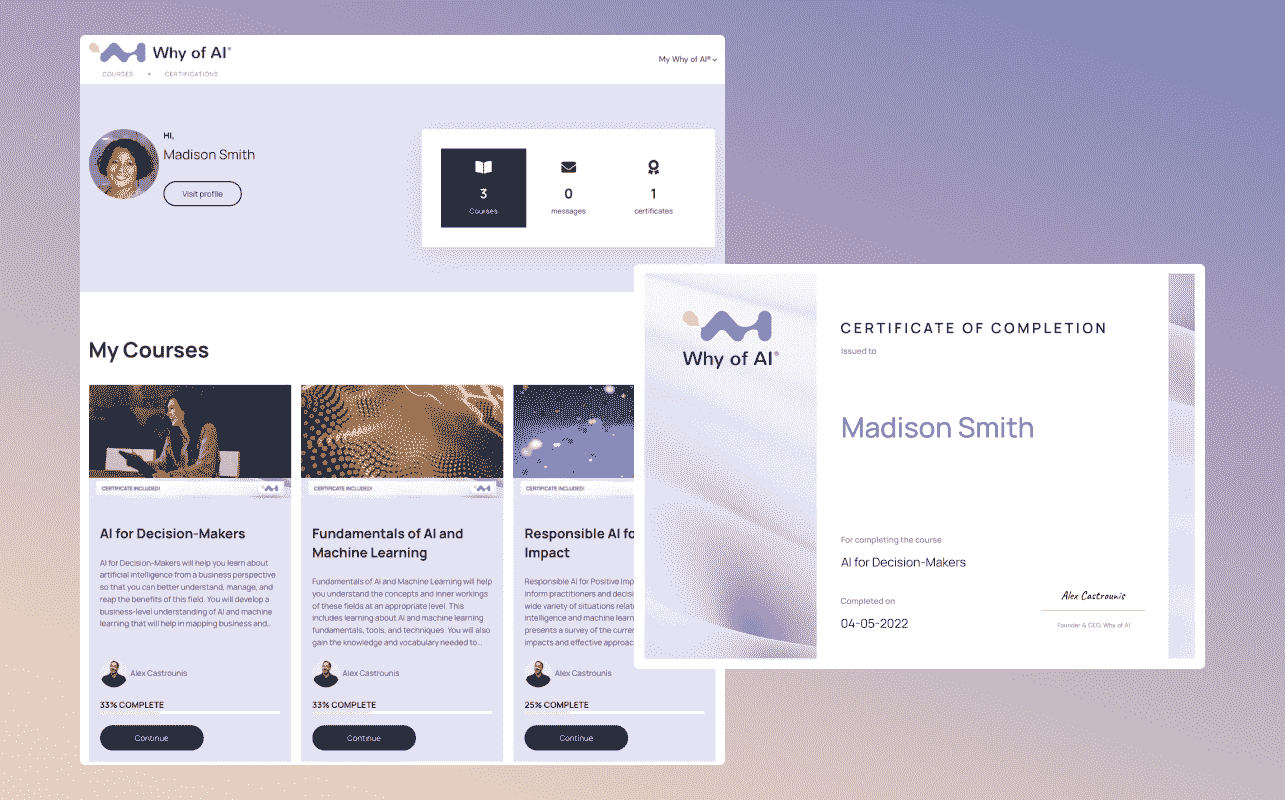 Why of AI®
COURSES • CERTIFICATIONS
My Why of AI®
HI,
Madison Smith
Visit profile
3
Courses
0
messages
1
certificates
My Courses
CERTIFICATE INCLUDED!
AI for Decision-Makers
AI for Decision-Makers will help you learn about
artificial intelligence from a business perspective
so that you can better understand, manage, and
reap the benefits of this field. You will develop a
business-level understanding of AI and machine
learning that will help in mapping business and...
Alex Castrounis
33% COMPLETE
Continue
CERTIFICATE INCLUDED!
Fundamentals of AI and
Machine Learning
Fundamentals of AI and Machine Learning will help
you understand the concepts and inner workings
of these fields at an appropriate level. This
includes learning about AI and machine learning
fundamentals, tools, and techniques. You will also
gain the knowledge and vocabulary needed to...
Alex Castrounis
33% COMPLETE
Continue
CERTIFICATE INCLUDED!
Responsible AI fo
Impact
Responsible AI for Positive Imp
inform practitioners and decisi
wide variety of situations relat
intelligence and machine learn
presents a survey of the curren
impacts and effective approac
Alex Castrounis
25% COMPLETE
Continue
Why of AI®
CERTIFICATE OF COMPLETION
Issued to
Madison Smith
For completing the course
AI for Decision-Makers
Completed on
04-05-2022
Alex Castrounis
Founder & CEO, Why of AI